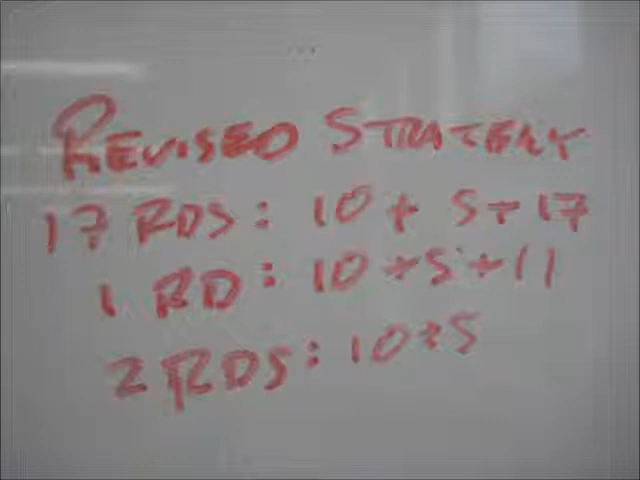 REVISED STRATEGY
17 RDS: 10 + 5 + 17
1 RD: 10 + 5 + 11
2 RDS: 10 + 5